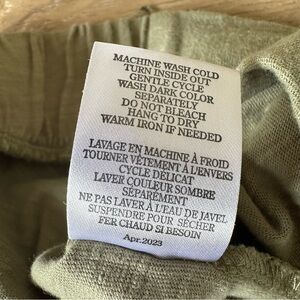 MACHINE WASH COLD
TURN INSIDE OUT
GENTLE CYCLE
WASH DARK COLOR
SEPARATELY
DO NOT BLEACH
HANG TO DRY
WARM IRON IF NEEDED
LAVAGE EN MACHINE À FROID
TOURNER VÊTEMENT À L'ENVERS
CYCLE DÉLICAT
LAVER COULEUR SOMBRE
SÉPARÉMENT
NE PAS LAVER À L'EAU DE JAVEL
SUSPENDRE POUR SÉCHER
FER CHAUD SI BESOIN
Apr.2023